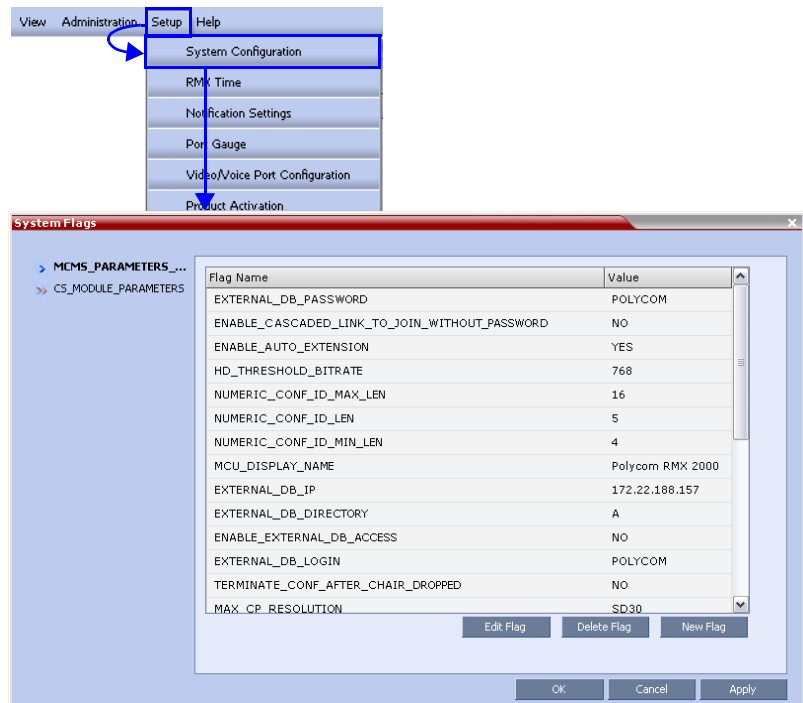 View Administration Setup Help
System Configuration
RMX Time
Notification Settings
Port Gauge
Video/Voice Port Configuration
Product Activation
System Flags
MCMS_PARAMETERS_...
CS_MODULE_PARAMETERS
Flag Name Value
EXTERNAL_DB_PASSWORD POLYCOM
ENABLE_CASCADED_LINK_TO_JOIN_WITHOUT_PASSWORD NO
ENABLE_AUTO_EXTENSION YES
HD_THRESHOLD_BITRATE 768
NUMERIC_CONF_ID_MAX_LEN 16
NUMERIC_CONF_ID_LEN 5
NUMERIC_CONF_ID_MIN_LEN 4
MCU_DISPLAY_NAME Polycom RMX 2000
EXTERNAL_DB_IP 172.22.188.157
EXTERNAL_DB_DIRECTORY A
ENABLE_EXTERNAL_DB_ACCESS NO
EXTERNAL_DB_LOGIN POLYCOM
TERMINATE_CONF_AFTER_CHAIR_DROPPED NO
MAX_CP_RESOLUTION SD30
Edit Flag Delete Flag New Flag
OK Cancel Apply